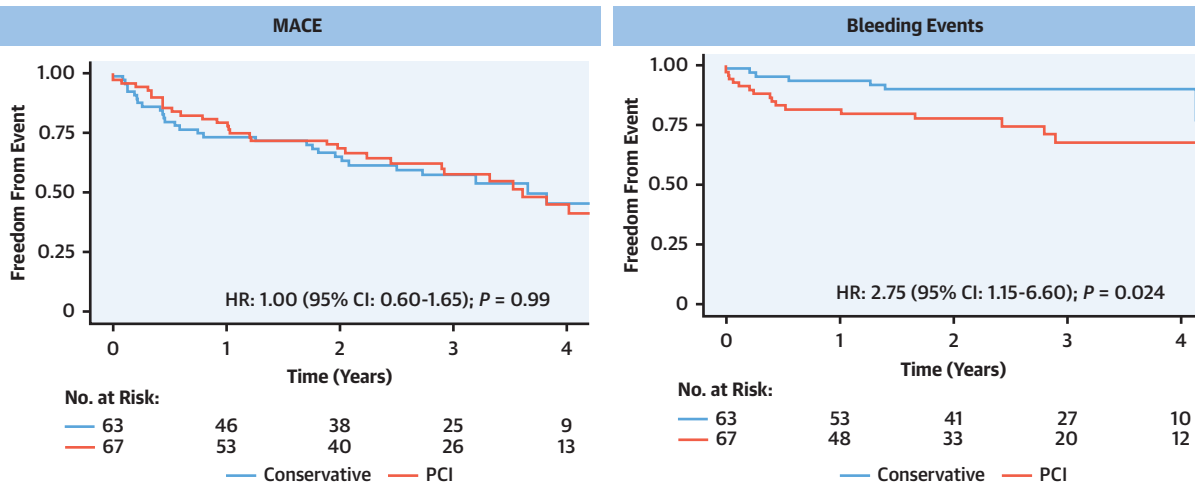 MACE
Freedom From Event
1.00
0.75
0.50
0.25
0
HR: 1.00 (95% CI: 0.60-1.65); P = 0.99
0 1 2 3 4
Time (Years)
No. at Risk:
63 46 38 25 9
67 53 40 26 13
Conservative PCI
Bleeding Events
Freedom From Event
1.00
0.75
0.50
0.25
0
HR: 2.75 (95% CI: 1.15-6.60); P = 0.024
0 1 2 3 4
Time (Years)
No. at Risk:
63 53 41 27 10
67 48 33 20 12
Conservative PCI